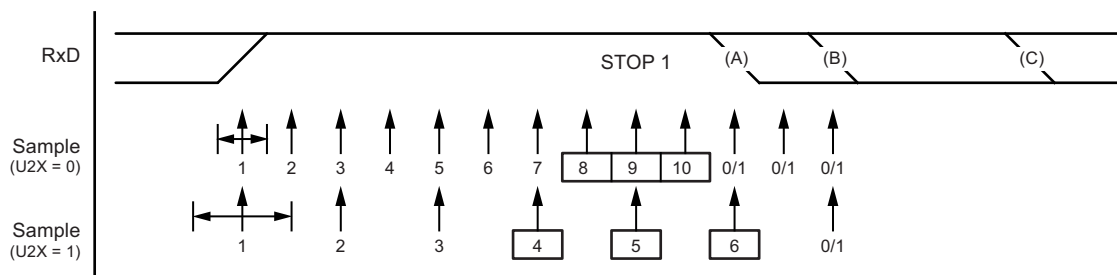 RxD
STOP 1
(A)
(B)
(C)
Sample
(U2X = 0)
1 2 3 4 5 6 7 8 9 10 0/1 0/1 0/1
Sample
(U2X = 1)
1 2 3 4 5 6 0/1